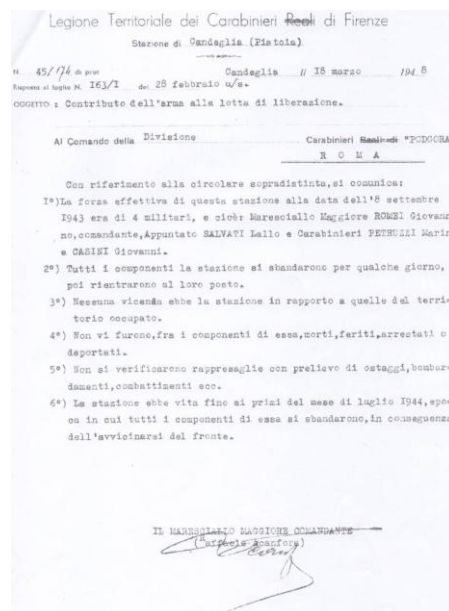 Legione Territoriale dei Carabinieri Reali di Firenze
Stazione di Candeglia (Pistoia)
N. 45/174 di prot Candeglia li 18 marzo 1948
Risposta al foglio N. I63/I del 28 febbraio u/s.
OGGETTO : Contributo dell'arma alla lotta di liberazione.
Al Comando della Divisione Carabinieri Reali di "PODGORA
R O M A
Con riferimento alla circolare sopradistinta,si comunica:
1°)La forza effettiva di questa stazione alla data dell'8 settembre
1943 era di 4 militari, e cioè: Maresciallo Maggiore ROMEI Giovan
no,comandante,Appuntato SALVATI Lallo e Carabinieri PETRUZZI Marin
e CASINI Giovanni.
2°) Tutti i componenti la stazione si sbandarono per qualche giorno,
poi rientrarono al loro posto.
3°) Nessuna vicenda ebbe la stazione in rapporto a quelle del terri
torio occupato.
4°) Non vi furono,fra i componenti di essa,morti,feriti,arrestati o
deportati.
5°) Non si verificarono rappresaglie con prelievo di ostaggi,bombar
damenti,combattimenti ecc.
6°) La stazione ebbe vita fino ai primi del mese di luglio I944,epo
ca in cui tutti i componenti di essa si sbandarono,in conseguenza
dell'avvicinarsi del fronte.
IL MARESCIALLO MAGGIORE COMANDANTE
(Raffaele Acanfora)